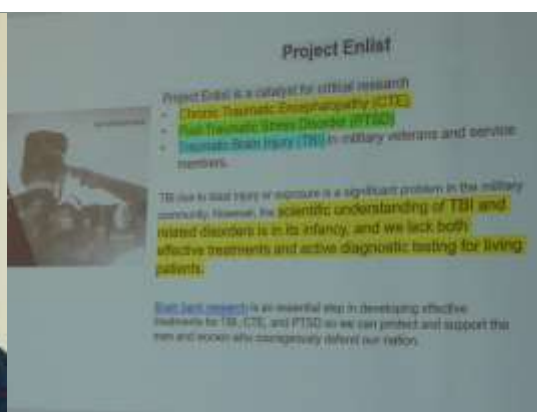 Project Enlist
Project Enlist is a catalyst for critical research
• Chronic Traumatic Encephalopathy (CTE)
• Post-Traumatic Stress Disorder (PTSD)
• Traumatic Brain Injury (TBI) in military veterans and service
members.
TBI due to blast injury or exposure is a significant problem in the military
community. However, the scientific understanding of TBI and
related disorders is in its infancy, and we lack both
effective treatments and active diagnostic testing for living
patients.
Brain bank research is an essential step in developing effective
treatments for TBI, CTE, and PTSD so we can protect and support the
men and women who courageously defend our nation.